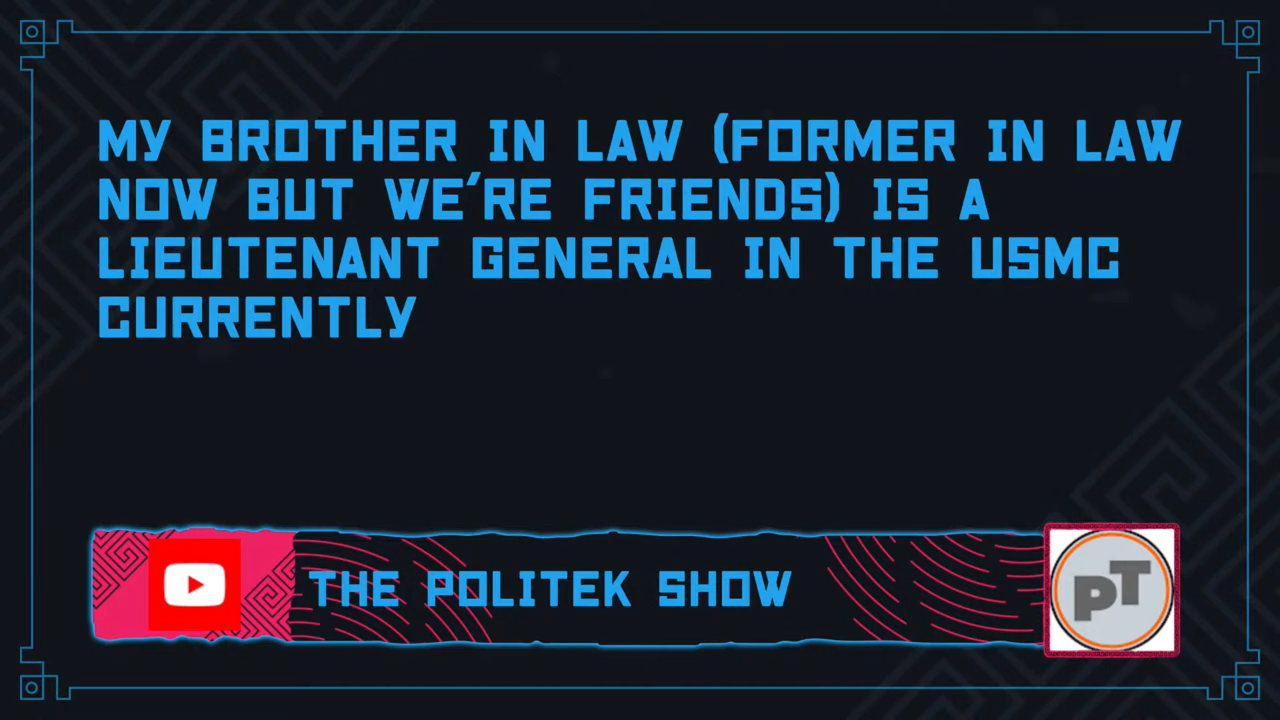 MY BROTHER IN LAW (FORMER IN LAW
NOW BUT WE'RE FRIENDS) IS A
LIEUTENANT GENERAL IN THE USMC
CURRENTLY
THE POLITEK SHOW
PT